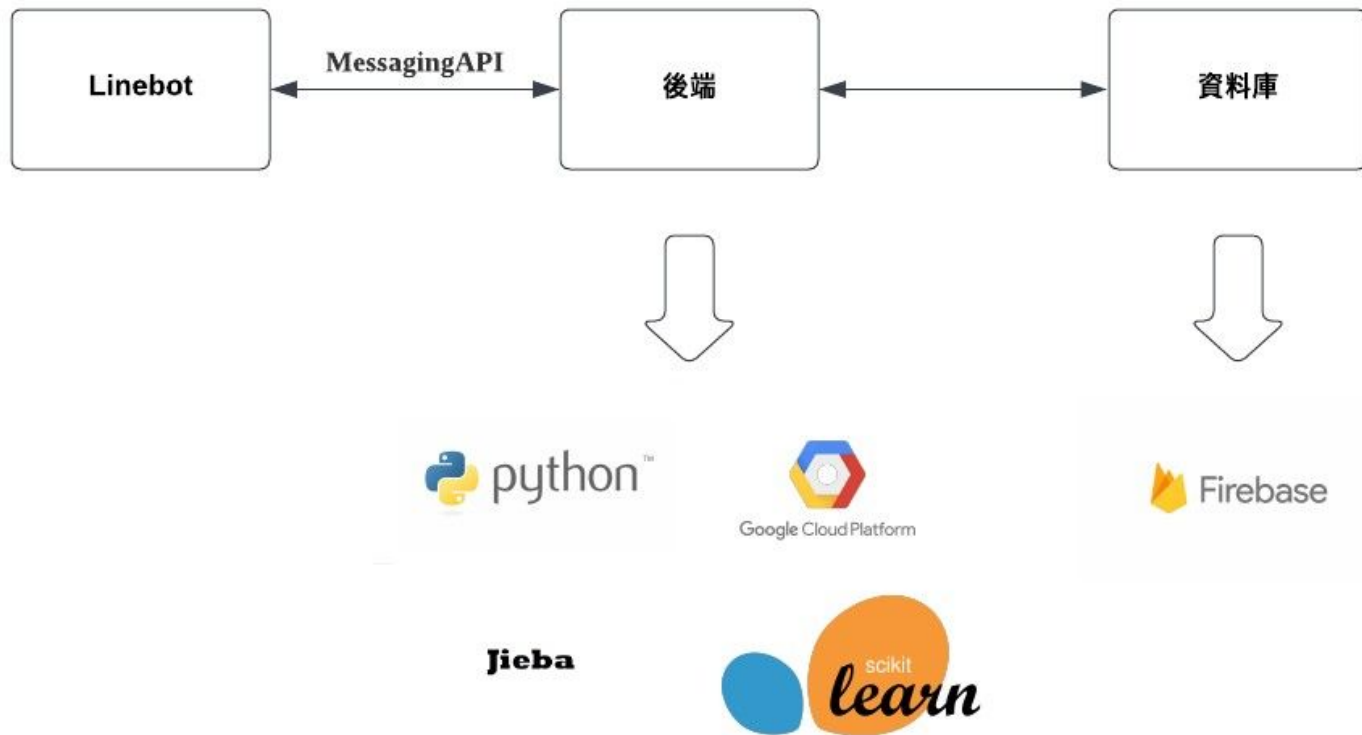 Linebot
MessagingAPI
後端
資料庫
python™
Google Cloud Platform
Firebase
Jieba
scikit
learn